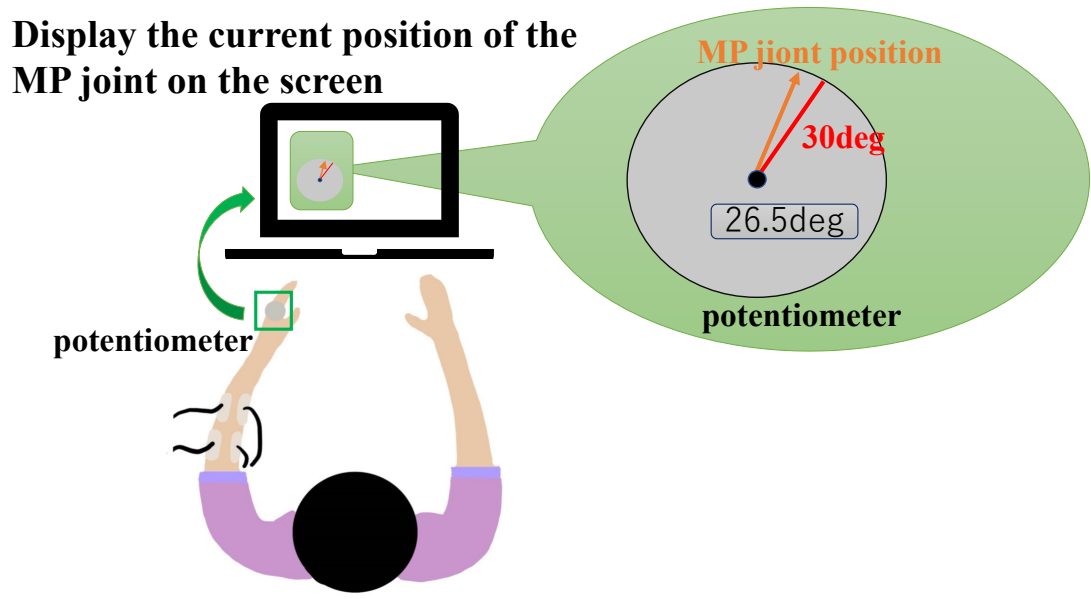 Display the current position of the
MP joint on the screen
MP jiont position
30deg
26.5deg
potentiometer
potentiometer